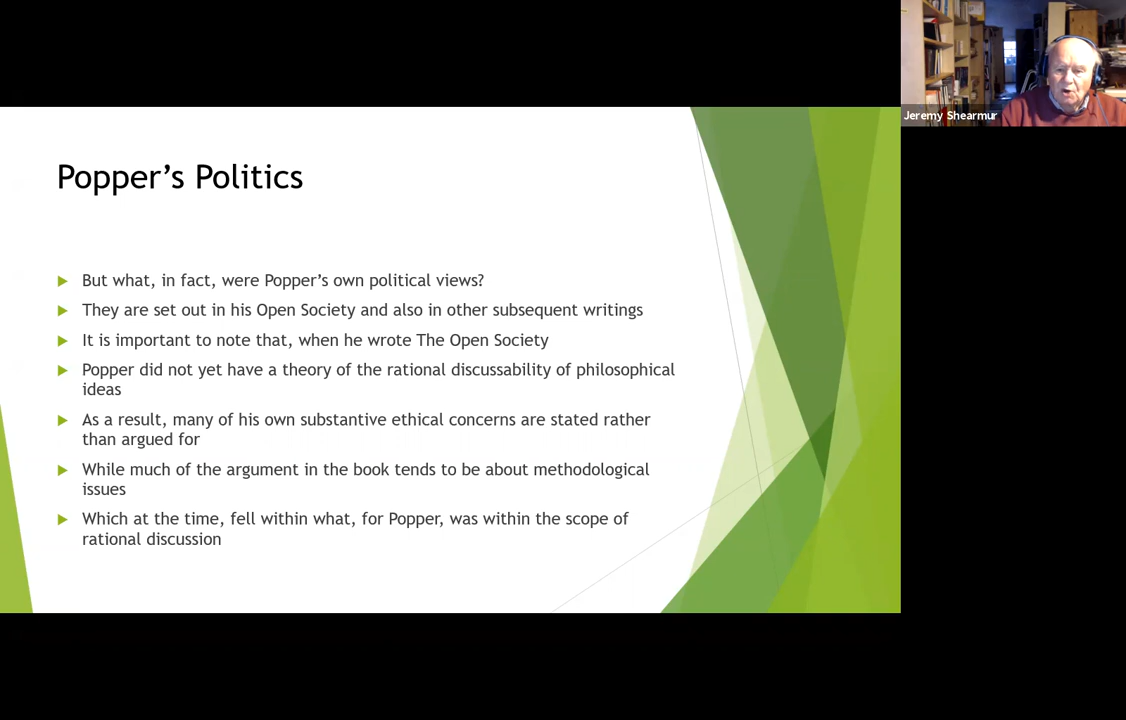 Jeremy Shearmur
Popper's Politics
But what, in fact, were Popper's own political views?
They are set out in his Open Society and also in other subsequent writings
It is important to note that, when he wrote The Open Society
Popper did not yet have a theory of the rational discussability of philosophical
ideas
As a result, many of his own substantive ethical concerns are stated rather
than argued for
While much of the argument in the book tends to be about methodological
issues
Which at the time, fell within what, for Popper, was within the scope of
rational discussion